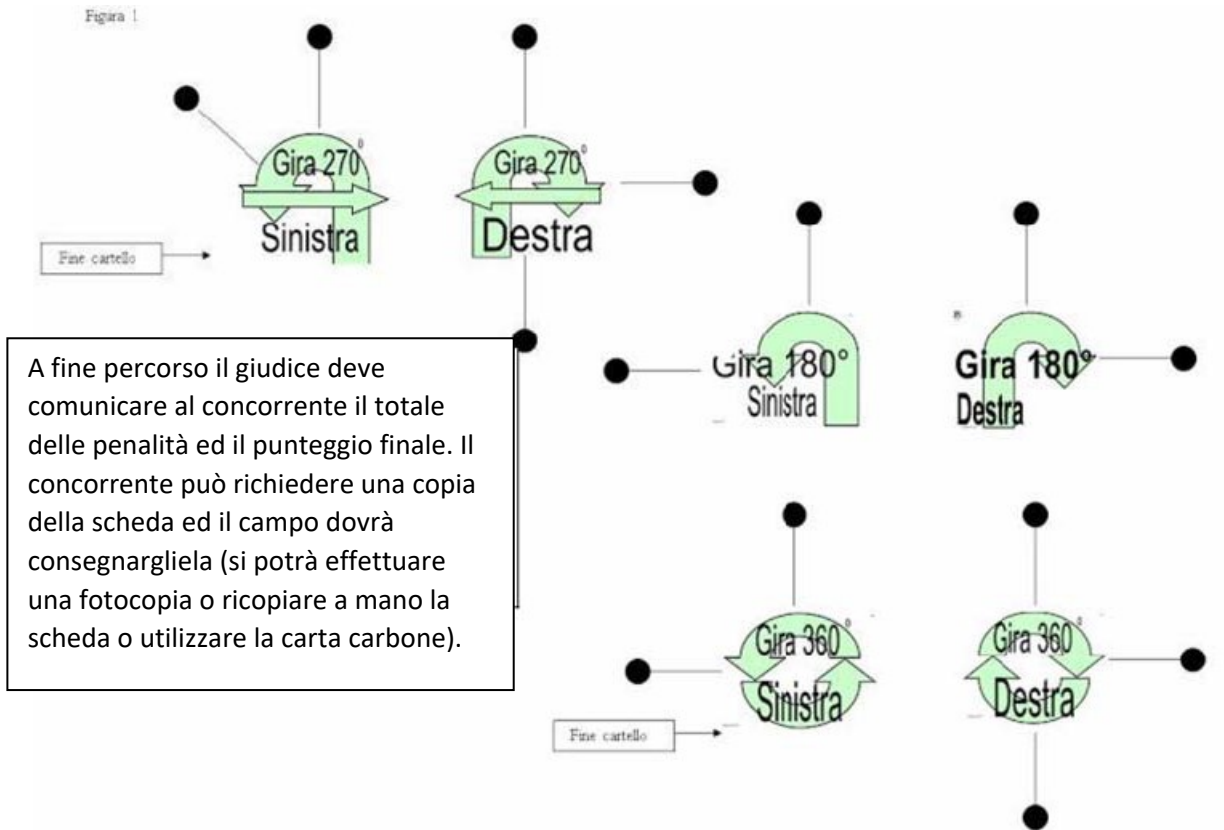 Figura 1
Gira 270°
Sinistra
Gira 270°
Destra
Fine cartello
Gira 180°
Sinistra
Gira 180°
Destra
A fine percorso il giudice deve
comunicare al concorrente il totale
delle penalità ed il punteggio finale. Il
concorrente può richiedere una copia
della scheda ed il campo dovrà
consegnargliela (si potrà effettuare
una fotocopia o ricopiare a mano la
scheda o utilizzare la carta carbone).
Gira 360°
Sinistra
Gira 360°
Destra
Fine cartello